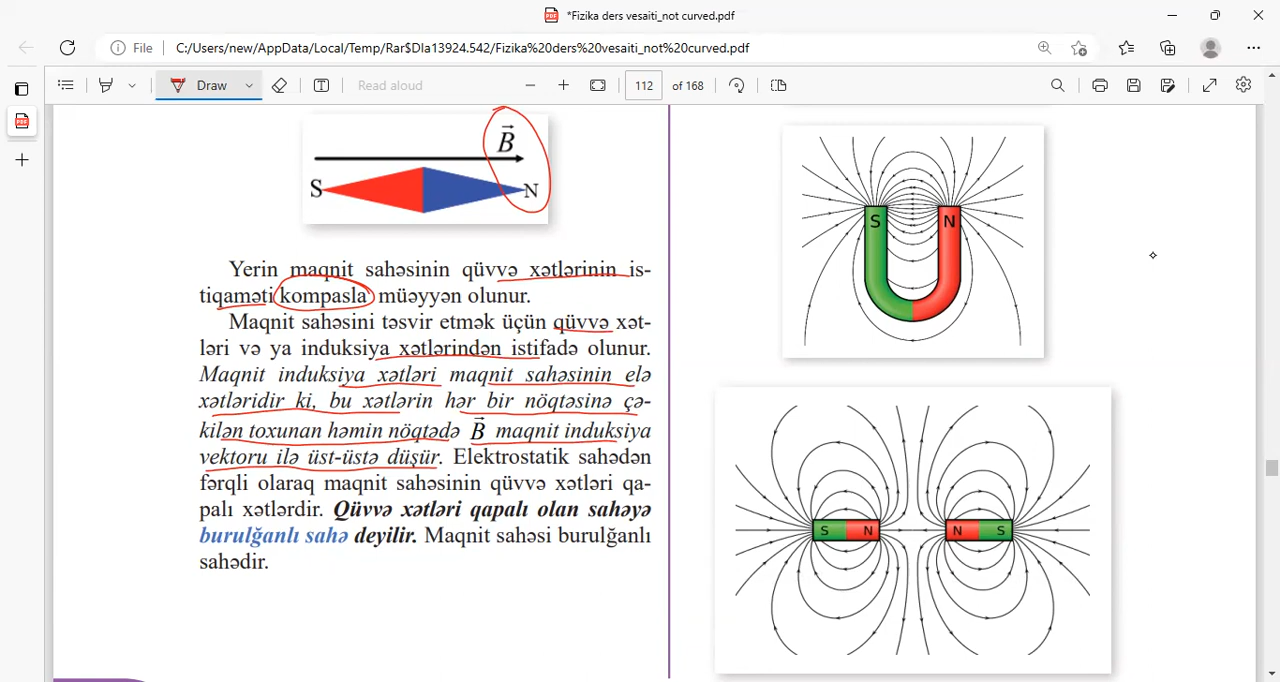 *Fizika ders vesaiti_not curved.pdf
File
C:/Users/new/AppData/Local/Temp/Rar$DIa13924.542/Fizika%20ders%20vesaiti_not%20curved.pdf
Draw
Read aloud
112 of 168
B
S N
Yerin maqnit sahəsinin qüvvə xətlərinin is-
tiqaməti kompasla müəyyən olunur.
Maqnit sahəsini təsvir etmək üçün qüvvə xət-
ləri və ya induksiya xətlərindən istifadə olunur.
Maqnit induksiya xətləri maqnit sahəsinin elə
xətləridir ki, bu xətlərin hər bir nöqtəsinə çə-
kilən toxunan həmin nöqtədə B⃗ maqnit induksiya
vektoru ilə üst-üstə düşür. Elektrostatik sahədən
fərqli olaraq maqnit sahəsinin qüvvə xətləri qa-
palı xətlərdir. Qüvvə xətləri qapalı olan sahəyə
burulğanlı sahə deyilir. Maqnit sahəsi burulğanlı
sahədir.
S N
S N N S